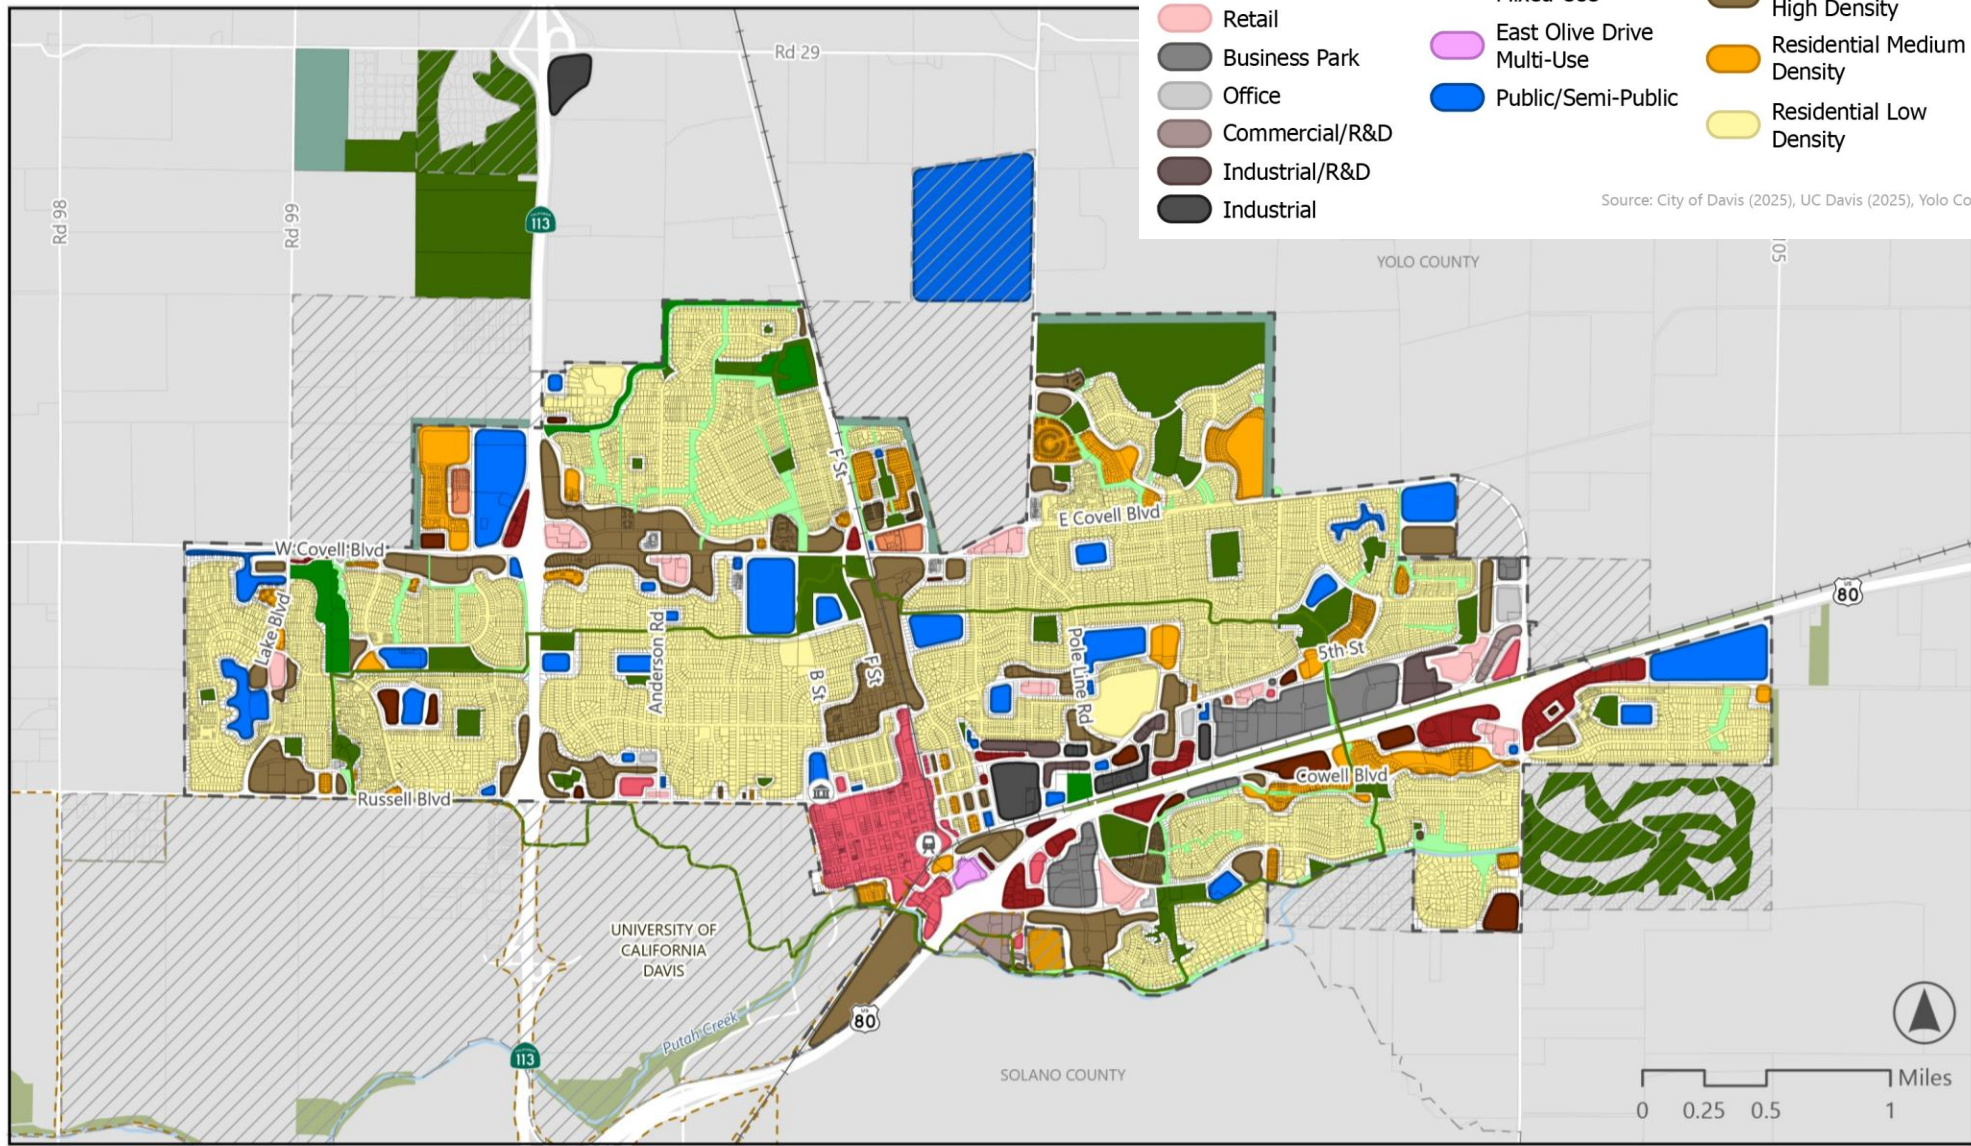 Retail
Business Park
Office
Commercial/R&D
Industrial/R&D
Industrial
East Olive Drive
Multi-Use
Public/Semi-Public
High Density
Residential Medium
Density
Residential Low
Density
Source: City of Davis (2025), UC Davis (2025), Yolo Co
Rd 29
Rd 98
Rd 99
113
YOLO COUNTY
105
F St
E Covell Blvd
W Covell Blvd
80
Lake Blvd
Anderson Rd
B St
F St
Pole Line Rd
5th St
Cowell Blvd
Russell Blvd
UNIVERSITY OF
CALIFORNIA
DAVIS
80
Putah Creek
113
SOLANO COUNTY
Miles
0 0.25 0.5 1